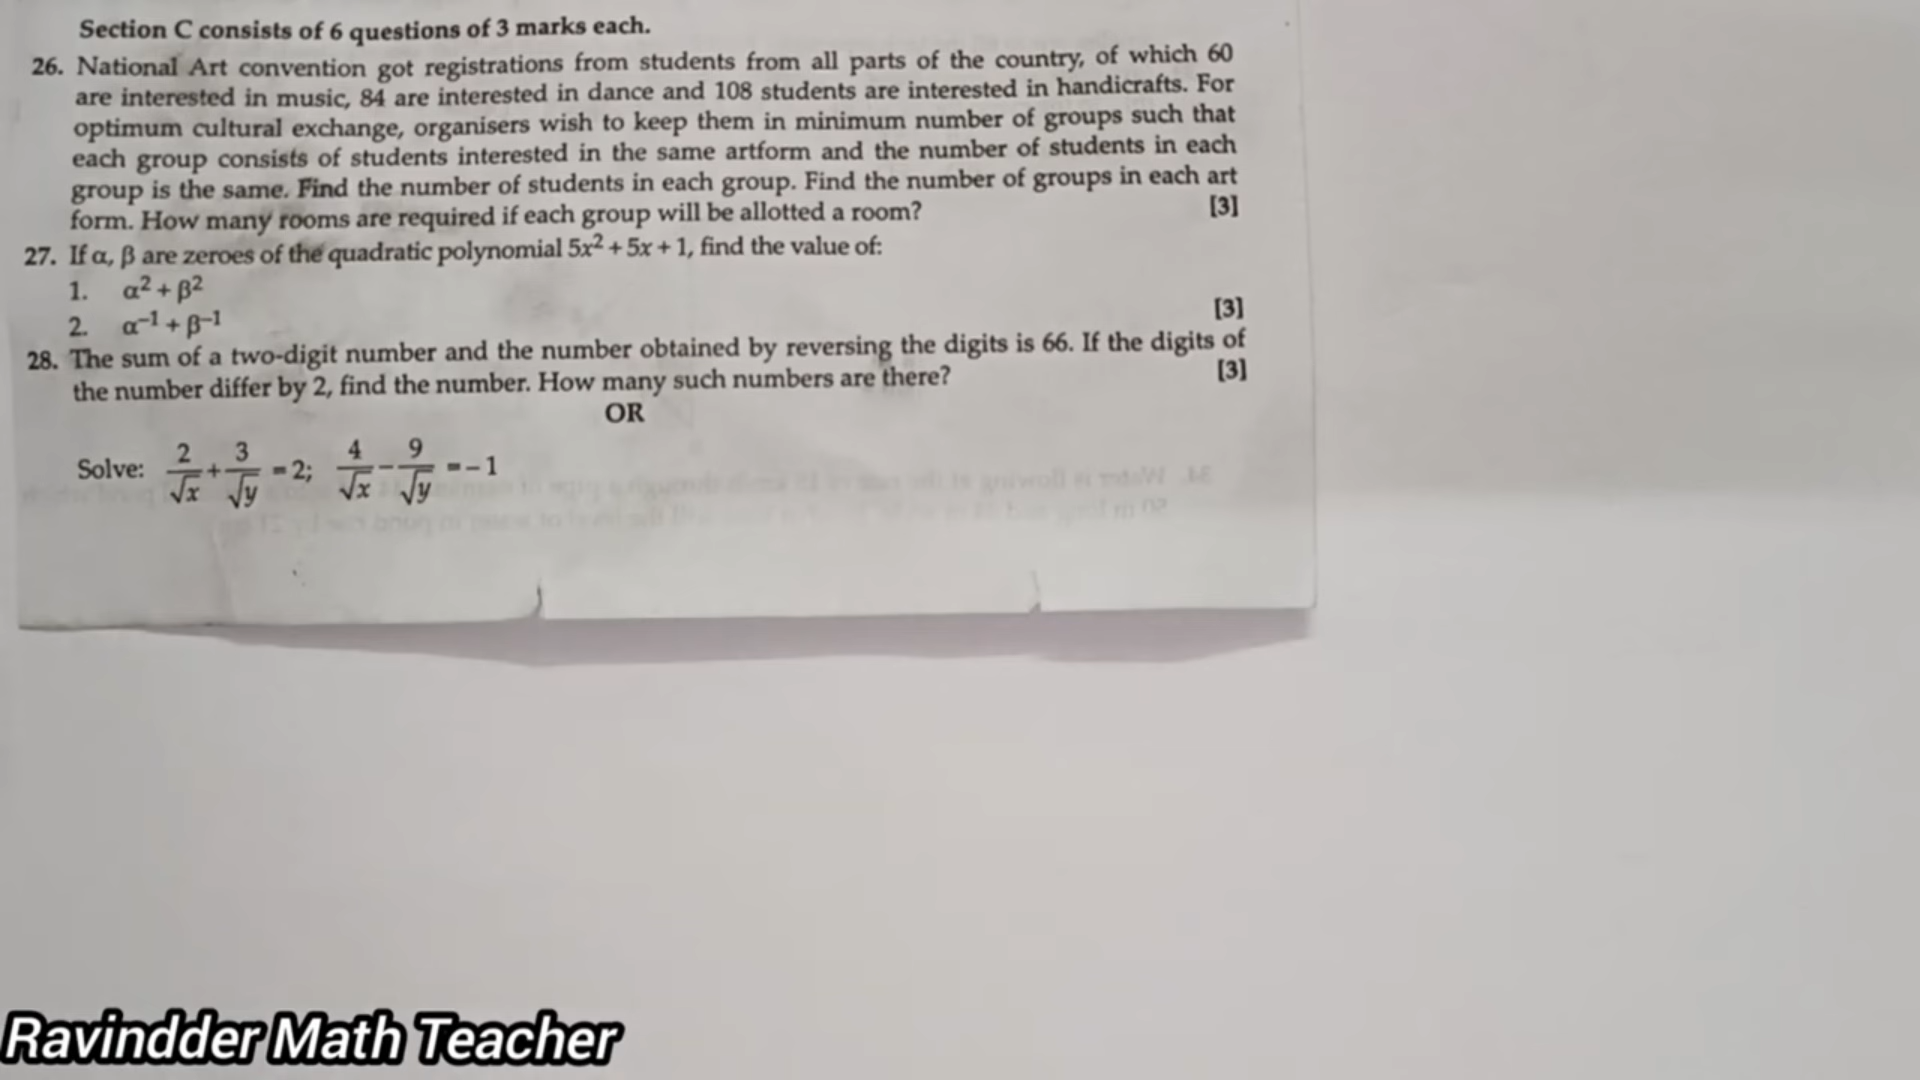 Section C consists of 6 questions of 3 marks each.
26. National Art convention got registrations from students from all parts of the country, of which 60
are interested in music, 84 are interested in dance and 108 students are interested in handicrafts. For
optimum cultural exchange, organisers wish to keep them in minimum number of groups such that
each group consists of students interested in the same artform and the number of students in each
group is the same. Find the number of students in each group. Find the number of groups in each art
form. How many rooms are required if each group will be allotted a room? [3]
27. If α, β are zeroes of the quadratic polynomial 5x² + 5x + 1, find the value of:
1. α² + β²
2. α⁻¹ + β⁻¹ [3]
28. The sum of a two-digit number and the number obtained by reversing the digits is 66. If the digits of
the number differ by 2, find the number. How many such numbers are there? [3]
OR
Solve: 2/√x + 3/√y = 2; 4/√x - 9/√y = -1
Ravindder Math Teacher